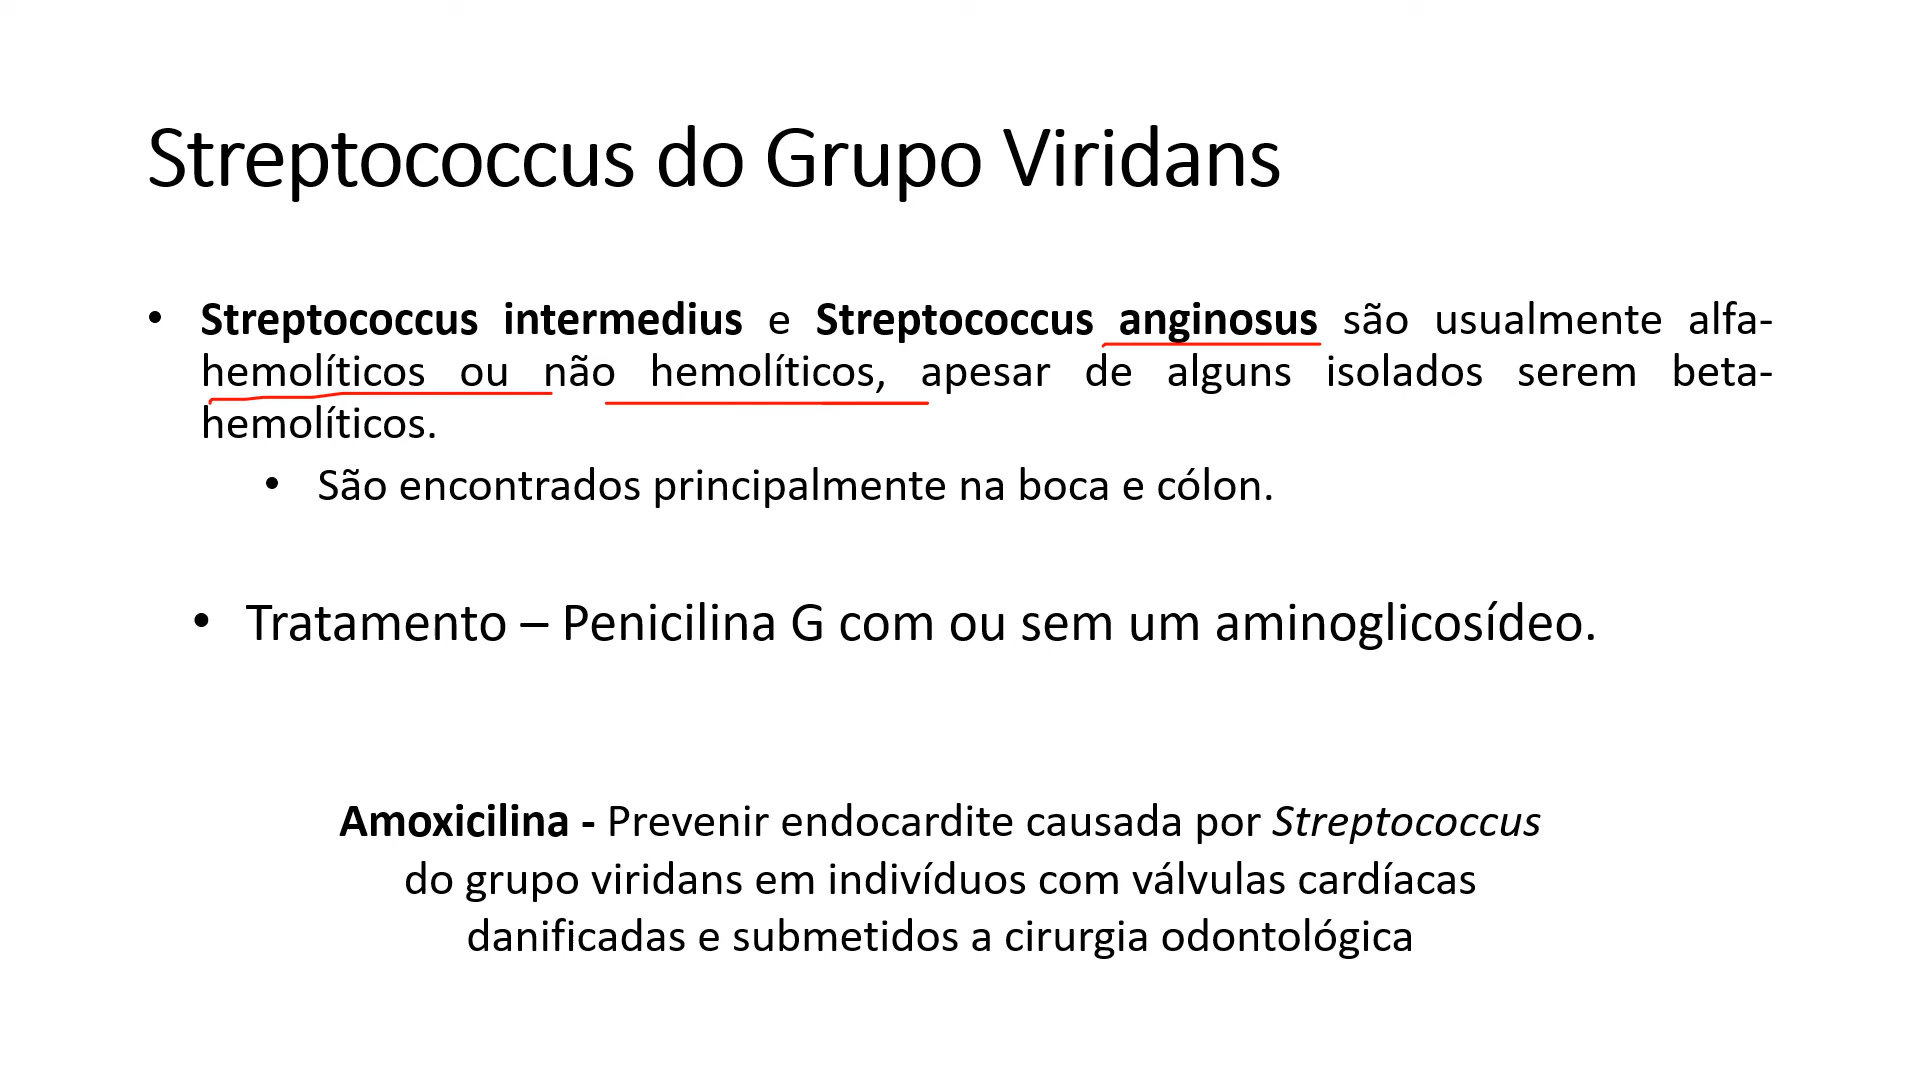 Streptococcus do Grupo Viridans
• Streptococcus intermedius e Streptococcus anginosus são usualmente alfa-
hemolíticos ou não hemolíticos, apesar de alguns isolados serem beta-
hemolíticos.
• São encontrados principalmente na boca e cólon.
• Tratamento – Penicilina G com ou sem um aminoglicosídeo.
Amoxicilina - Prevenir endocardite causada por Streptococcus
do grupo viridans em indivíduos com válvulas cardíacas
danificadas e submetidos a cirurgia odontológica